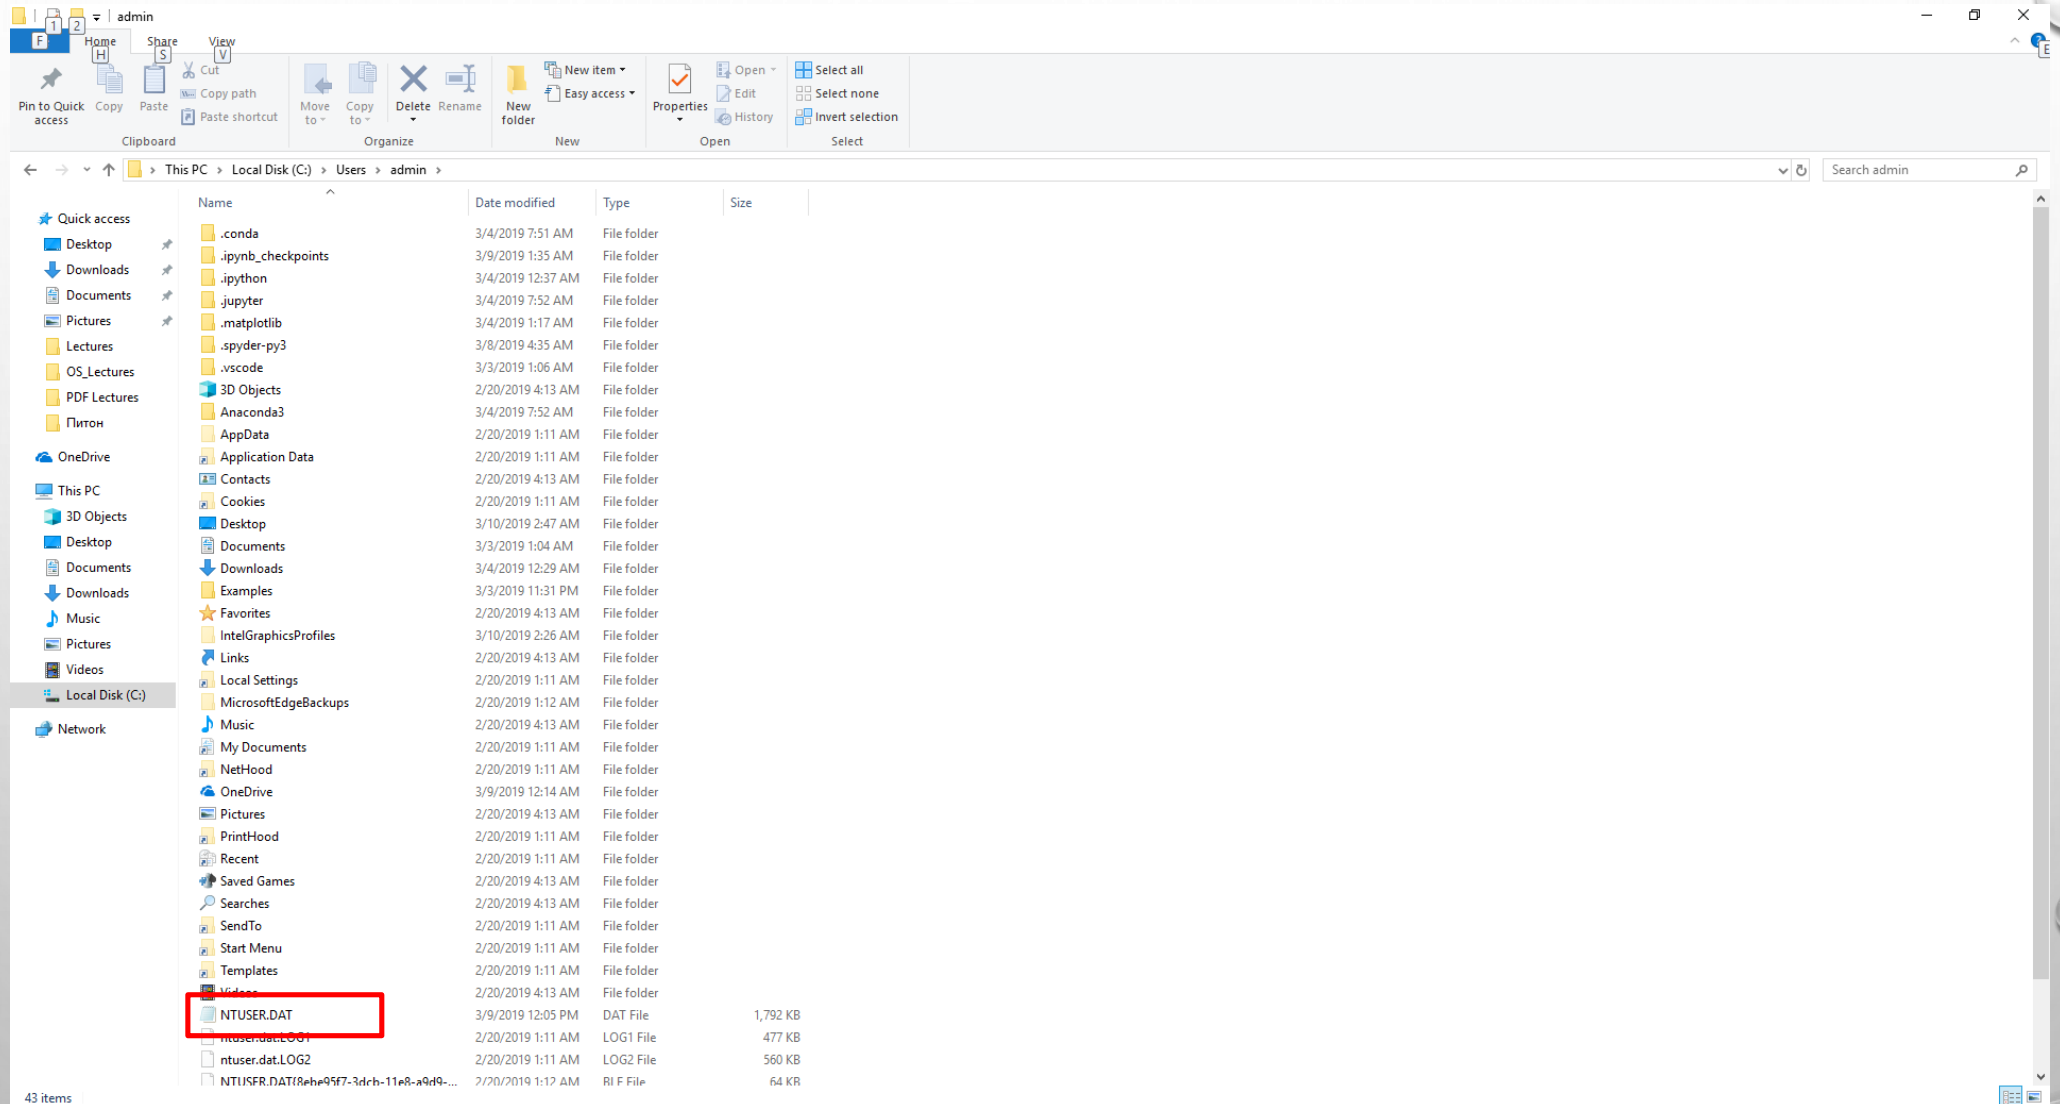 1 2 admin
F Home Share View
H S V E
Pin to Quick access
Copy
Paste
Cut
Copy path
Paste shortcut
Clipboard
Move to
Copy to
Delete
Rename
Organize
New folder
New item
Easy access
New
Properties
Open
Edit
History
Open
Select all
Select none
Invert selection
Select
This PC > Local Disk (C:) > Users > admin >
Search admin
Quick access
Desktop
Downloads
Documents
Pictures
Lectures
OS_Lectures
PDF Lectures
Питон
OneDrive
This PC
3D Objects
Desktop
Documents
Downloads
Music
Pictures
Videos
Local Disk (C:)
Network
Name Date modified Type Size
.conda 3/4/2019 7:51 AM File folder
.ipynb_checkpoints 3/9/2019 1:35 AM File folder
.ipython 3/4/2019 12:37 AM File folder
.jupyter 3/4/2019 7:52 AM File folder
.matplotlib 3/4/2019 1:17 AM File folder
.spyder-py3 3/8/2019 4:35 AM File folder
.vscode 3/3/2019 1:06 AM File folder
3D Objects 2/20/2019 4:13 AM File folder
Anaconda3 3/4/2019 7:52 AM File folder
AppData 2/20/2019 1:11 AM File folder
Application Data 2/20/2019 1:11 AM File folder
Contacts 2/20/2019 4:13 AM File folder
Cookies 2/20/2019 1:11 AM File folder
Desktop 3/10/2019 2:47 AM File folder
Documents 3/3/2019 1:04 AM File folder
Downloads 3/4/2019 12:29 AM File folder
Examples 3/3/2019 11:31 PM File folder
Favorites 2/20/2019 4:13 AM File folder
IntelGraphicsProfiles 3/10/2019 2:26 AM File folder
Links 2/20/2019 4:13 AM File folder
Local Settings 2/20/2019 1:11 AM File folder
MicrosoftEdgeBackups 2/20/2019 1:12 AM File folder
Music 2/20/2019 4:13 AM File folder
My Documents 2/20/2019 1:11 AM File folder
NetHood 2/20/2019 1:11 AM File folder
OneDrive 3/9/2019 12:14 AM File folder
Pictures 2/20/2019 4:13 AM File folder
PrintHood 2/20/2019 1:11 AM File folder
Recent 2/20/2019 1:11 AM File folder
Saved Games 2/20/2019 4:13 AM File folder
Searches 2/20/2019 4:13 AM File folder
SendTo 2/20/2019 1:11 AM File folder
Start Menu 2/20/2019 1:11 AM File folder
Templates 2/20/2019 1:11 AM File folder
Videos 2/20/2019 4:13 AM File folder
NTUSER.DAT 3/9/2019 12:05 PM DAT File 1,792 KB
ntuser.dat.LOG1 2/20/2019 1:11 AM LOG1 File 477 KB
ntuser.dat.LOG2 2/20/2019 1:11 AM LOG2 File 560 KB
NTUSER.DAT{8ebe95f7-3dcb-11e8-a9d9-... 2/20/2019 1:12 AM BLF File 64 KB
43 items